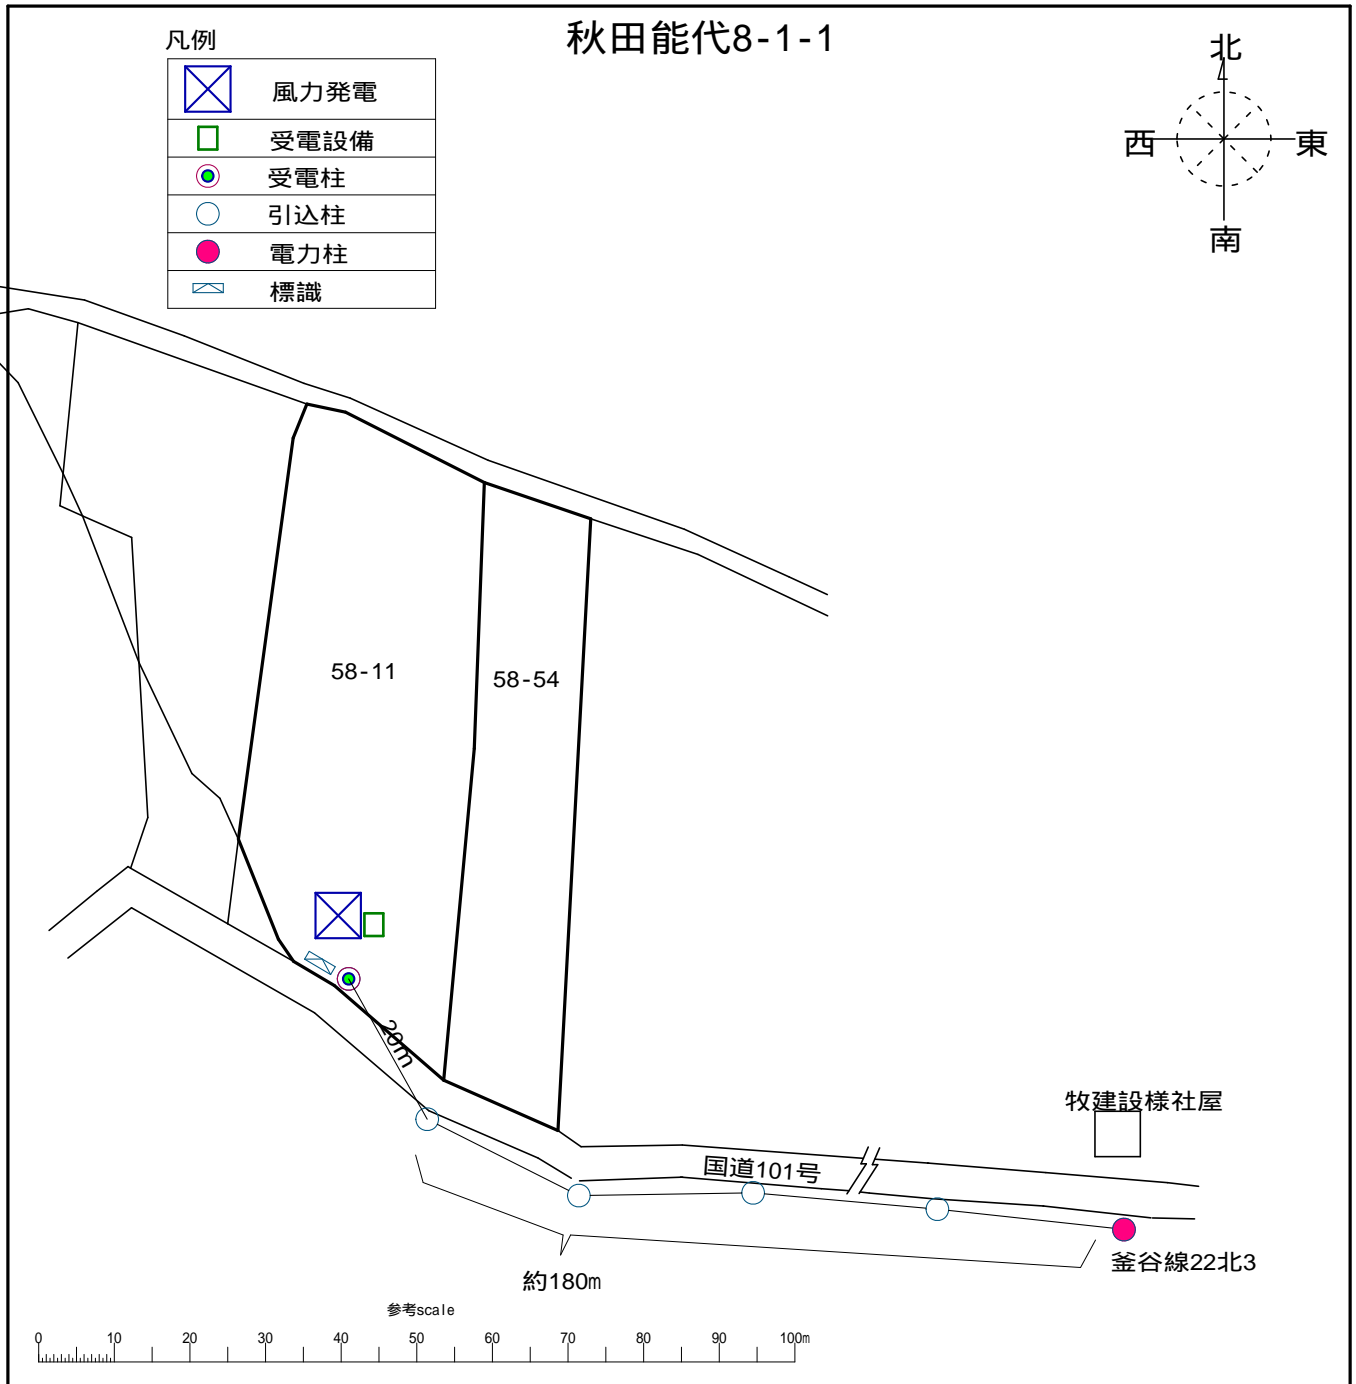 秋田能代8-1-1
凡例
風力発電
受電設備
受電柱
引込柱
電力柱
標識
北
西
東
南
58-11
58-54
20m
牧建設様社屋
国道101号
釜谷線22北3
約180m
参考scale
0 10 20 30 40 50 60 70 80 90 100m